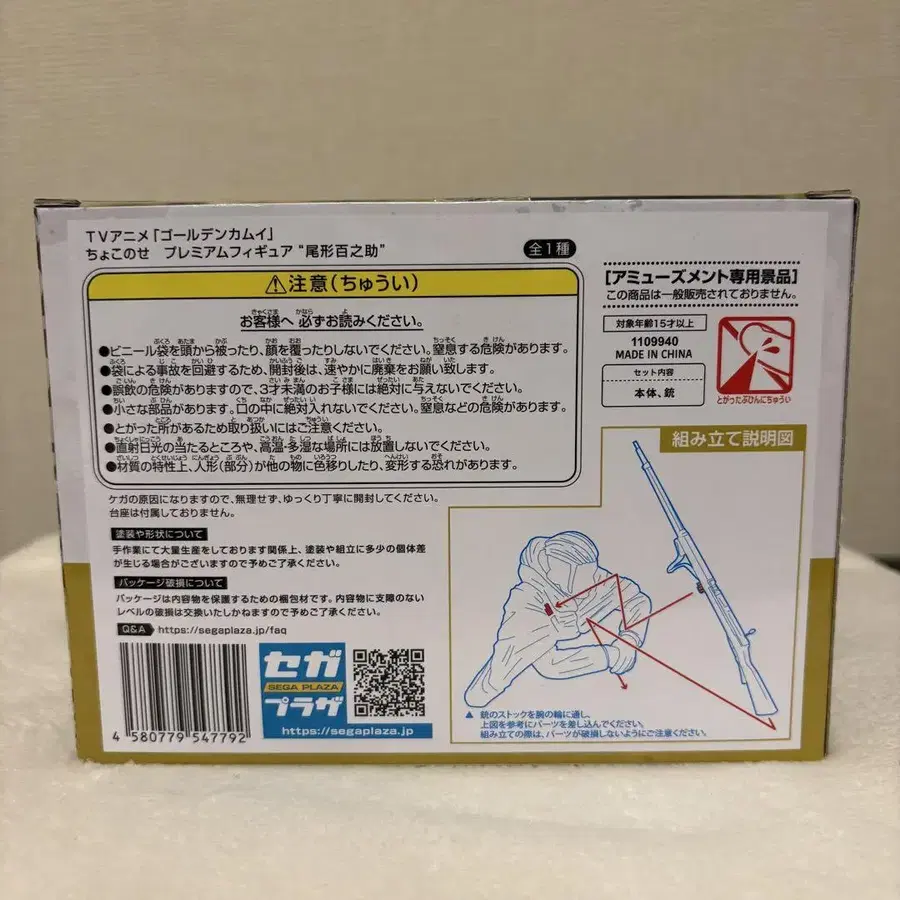 TVアニメ「ゴールデンカムイ」
ちょこのせ プレミアムフィギュア “尾形百之助”
全1種
⚠注意(ちゅうい)
お客様へ 必ずお読みください。
●ビニール袋を頭から被ったり、顔を覆ったりしないでください。窒息する危険があります。
●袋による事故を回避するため、開封後は、速やかに廃棄をお願い致します。
●誤飲の危険がありますので、3才未満のお子様には絶対に与えないでください。
●小さな部品があります。口の中に絶対入れないでください。窒息などの危険があります。
●とがった所があるため取り扱いにはご注意ください。
●直射日光の当たるところや、高温・多湿な場所には放置しないでください。
●材質の特性上、人形(部分)が他の物に色移りしたり、変形する恐れがあります。
ケガの原因になりますので、無理せず、ゆっくり丁寧に開封してください。
台座は付属しておりません。
塗装や形状について
手作業にて大量生産をしております関係上、塗装や組立に多少の個体差
が生じる場合がございますので予めご了承ください。
パッケージ破損について
パッケージは内容物を保護するための梱包材です。内容物に支障のない
レベルの破損は交換いたしかねますので予めご了承ください。
Q&A https://segaplaza.jp/faq
4 580779 547792
セガ
SEGA PLAZA
プラザ
https://segaplaza.jp
[アミューズメント専用景品]
この商品は一般販売されておりません。
対象年齢15才以上
1109940
MADE IN CHINA
セット内容
本体、銃
とがったぶひんにちゅうい
組み立て説明図
▲ 銃のストックを腕の輪に通し、
上図を参考にパーツを差し込んでください。
組み立ての際は、パーツが破損しないようにご注意ください。